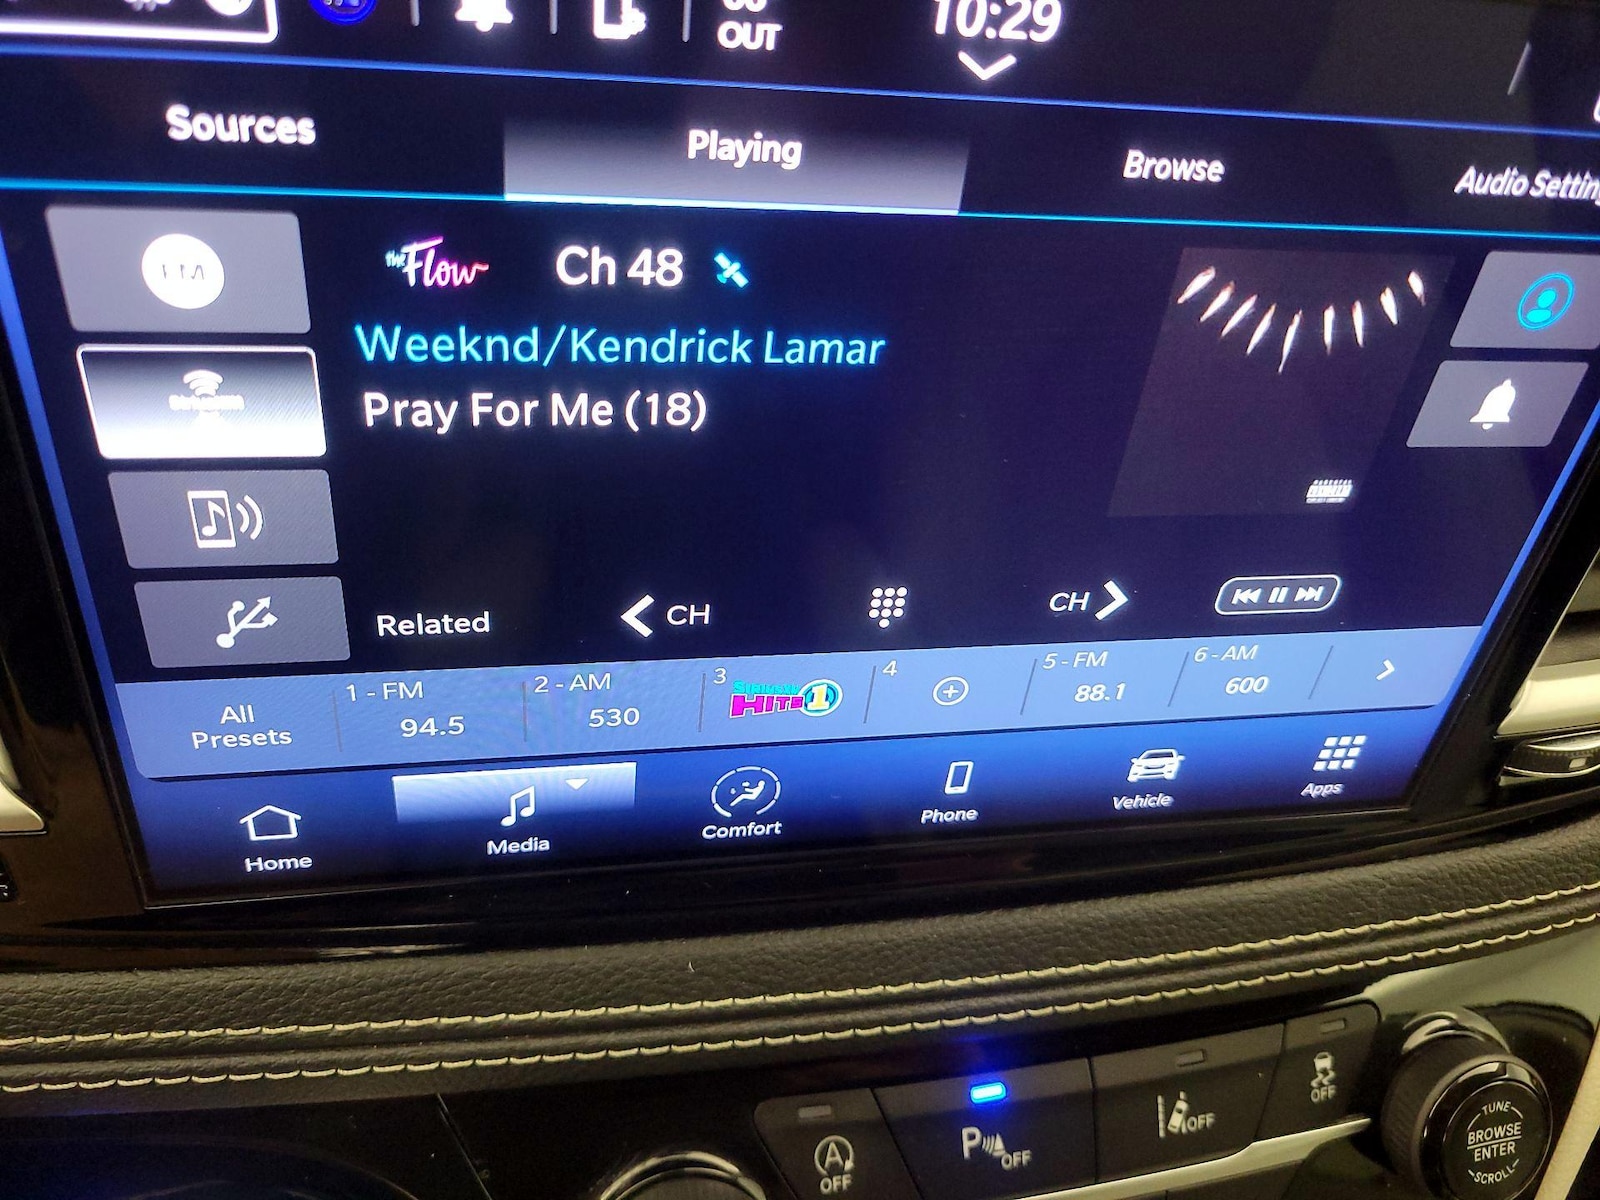 OUT
10:29
Sources
Playing
Browse
Audio Settin
FM
the Flow
Ch 48
Weeknd/Kendrick Lamar
Pray For Me (18)
Related
CH
CH
All
Presets
1 - FM
94.5
2 - AM
530
3
SiriusXM
HITS 1
4
5 - FM
88.1
6 - AM
600
Home
Media
Comfort
Phone
Vehicle
Apps
A
OFF
P
OFF
OFF
OFF
TUNE
BROWSE
ENTER
SCROLL